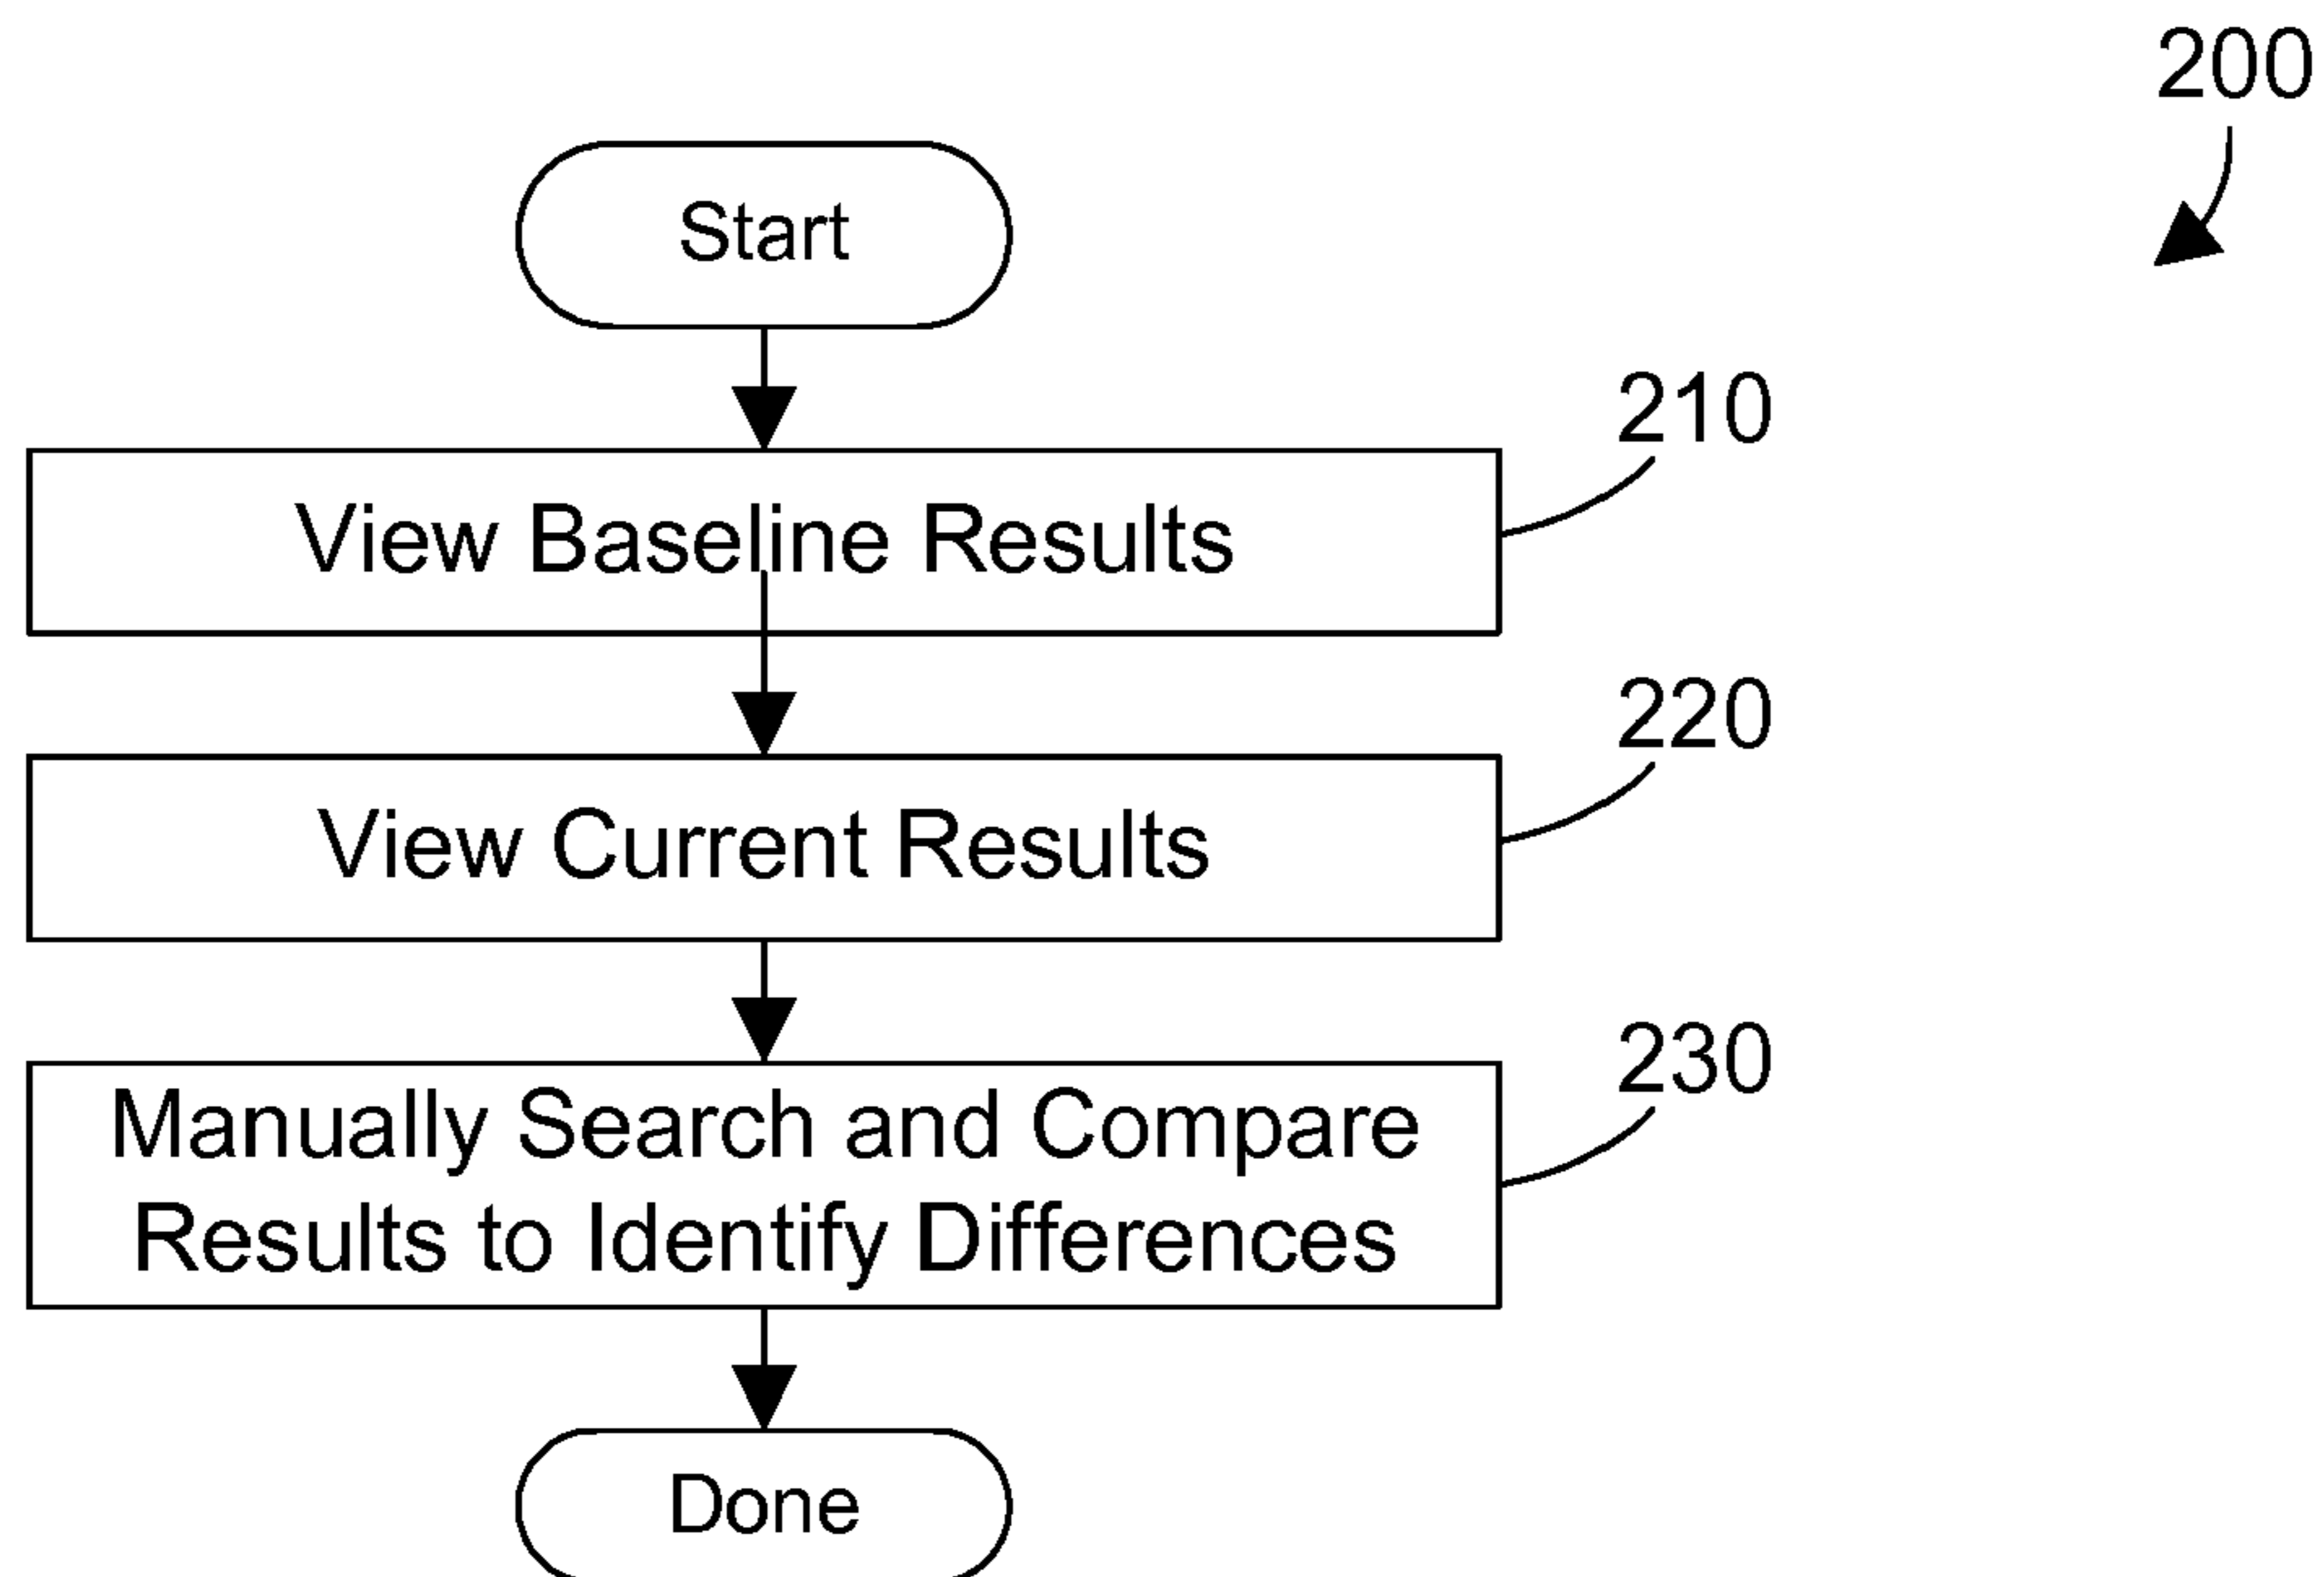 200
Start
210
View Baseline Results
220
View Current Results
230
Manually Search and Compare
Results to Identify Differences
Done